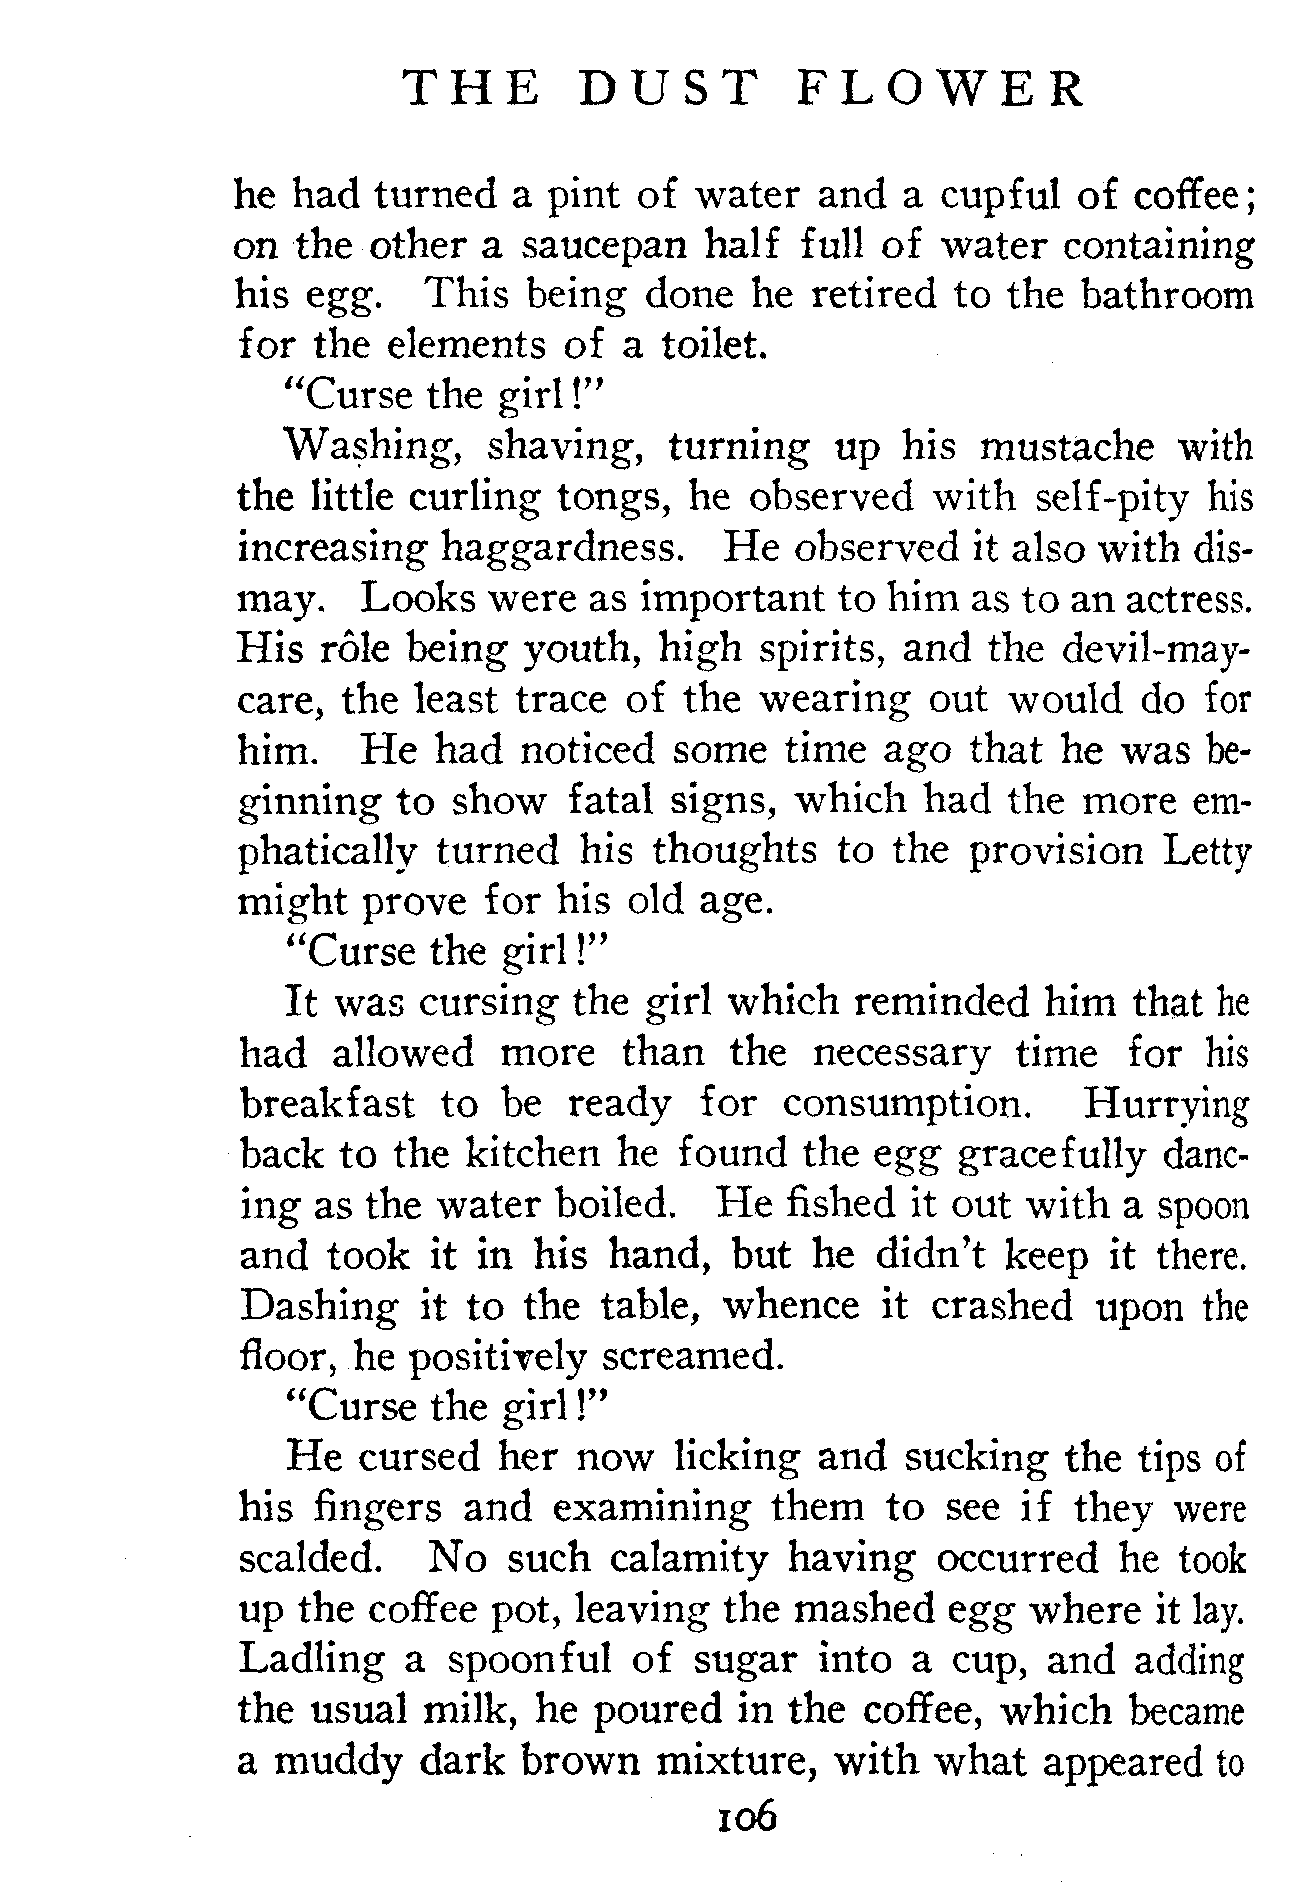 THE DUST FLOWER
he had turned a pint of water and a cupful of coffee;
on the other a saucepan half full of water containing
his egg. This being done he retired to the bathroom
for the elements of a toilet.
“Curse the girl!”
Washing, shaving, turning up his mustache with
the little curling tongs, he observed with self-pity his
increasing haggardness. He observed it also with dis-
may. Looks were as important to him as to an actress.
His rôle being youth, high spirits, and the devil-may-
care, the least trace of the wearing out would do for
him. He had noticed some time ago that he was be-
ginning to show fatal signs, which had the more em-
phatically turned his thoughts to the provision Letty
might prove for his old age.
“Curse the girl!”
It was cursing the girl which reminded him that he
had allowed more than the necessary time for his
breakfast to be ready for consumption. Hurrying
back to the kitchen he found the egg gracefully danc-
ing as the water boiled. He fished it out with a spoon
and took it in his hand, but he didn’t keep it there.
Dashing it to the table, whence it crashed upon the
floor, he positively screamed.
“Curse the girl!”
He cursed her now licking and sucking the tips of
his fingers and examining them to see if they were
scalded. No such calamity having occurred he took
up the coffee pot, leaving the mashed egg where it lay.
Ladling a spoonful of sugar into a cup, and adding
the usual milk, he poured in the coffee, which became
a muddy dark brown mixture, with what appeared to
106